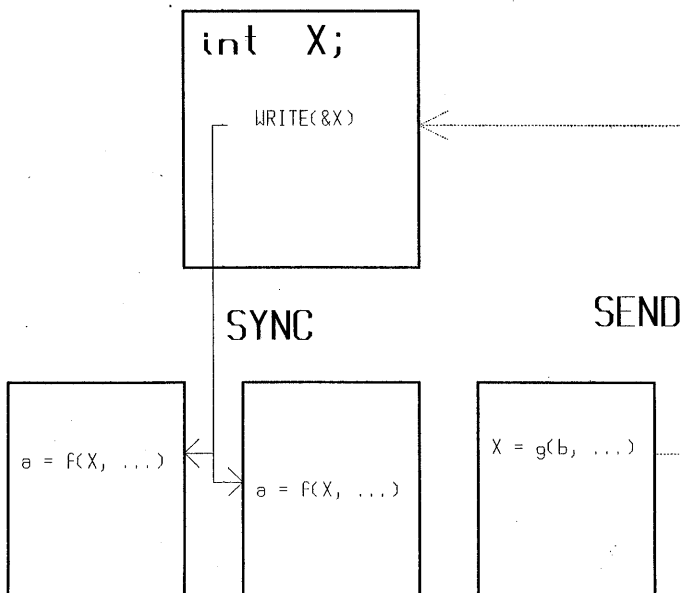 int X;
WRITE(&X)
SYNC
SEND
a = f(X, ...)
a = f(X, ...)
X = g(b, ...)